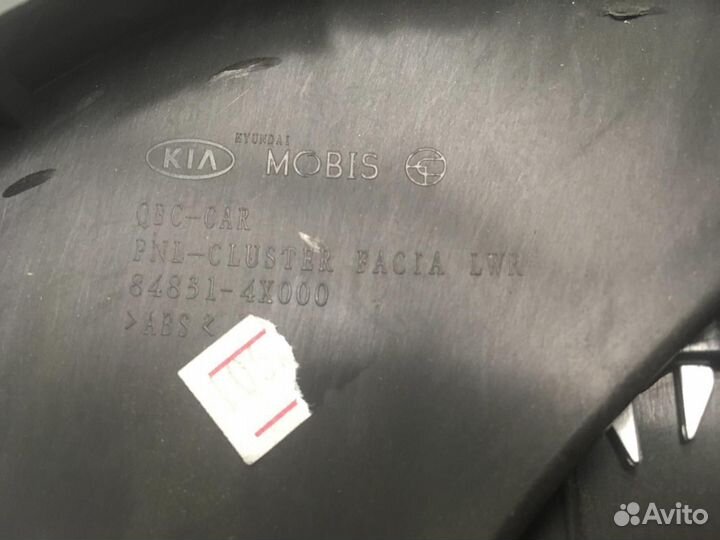 HYUNDAI
KIA MOBIS
QBC-CAR
PNL-CLUSTER FACIA LWR
84831-4X000
>ABS<
Avito